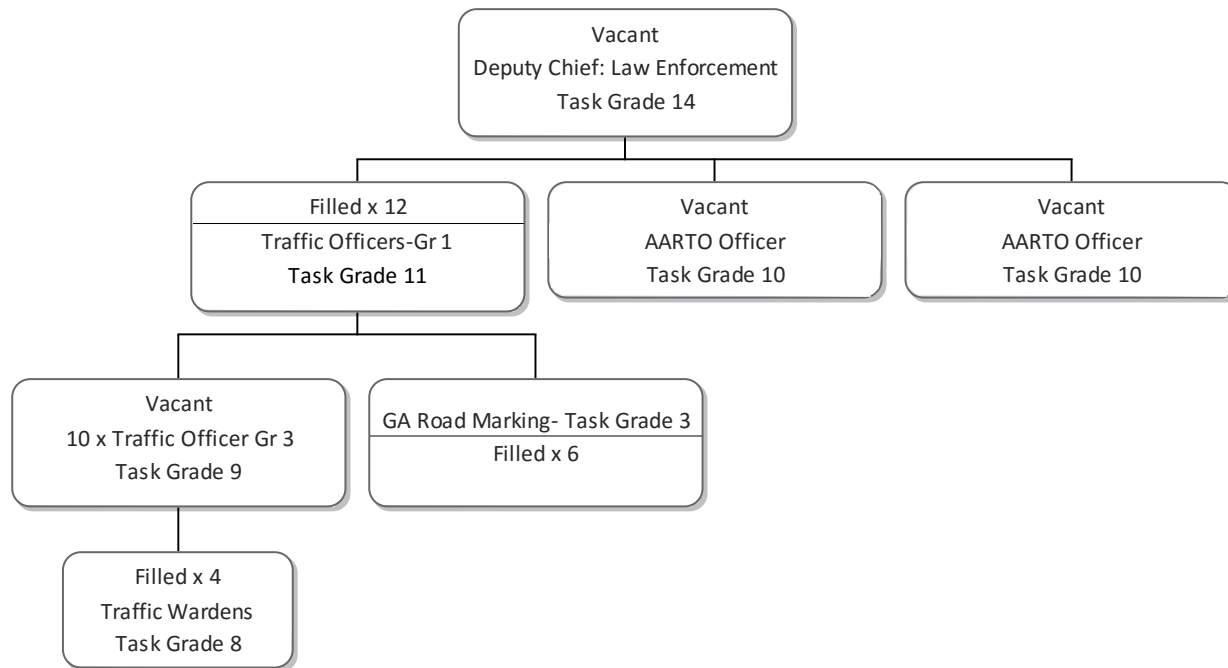 Vacant
Deputy Chief: Law Enforcement
Task Grade 14
Filled x 12
Traffic Officers-Gr 1
Task Grade 11
Vacant
AARTO Officer
Task Grade 10
Vacant
AARTO Officer
Task Grade 10
Vacant
10 x Traffic Officer Gr 3
Task Grade 9
GA Road Marking- Task Grade 3
Filled x 6
Filled x 4
Traffic Wardens
Task Grade 8